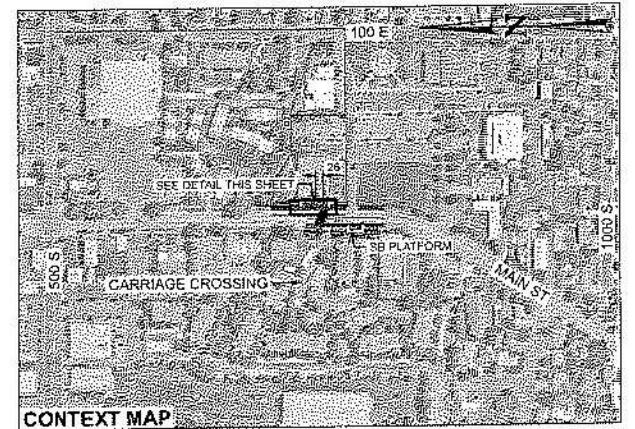 100 E
26
SEE DETAIL THIS SHEET
SB PLATFORM
500 S
CARRIAGE CROSSING
MAIN ST
1000 S
CONTEXT MAP